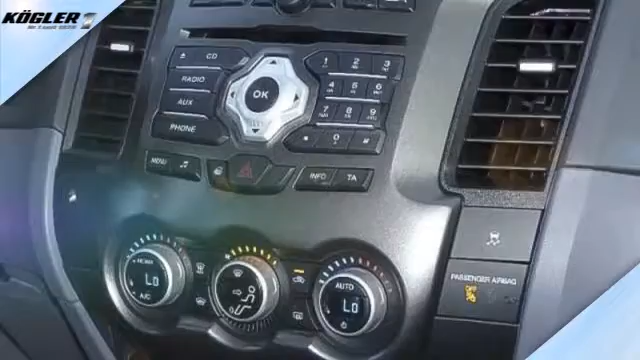 KÖGLER 1
CD
RADIO
AUX
PHONE
OK
1 2 3
4 5 6
7 8 9
0
MENU
INFO TA
A/C
LO
AUTO
LO
PASSENGER AIRBAG